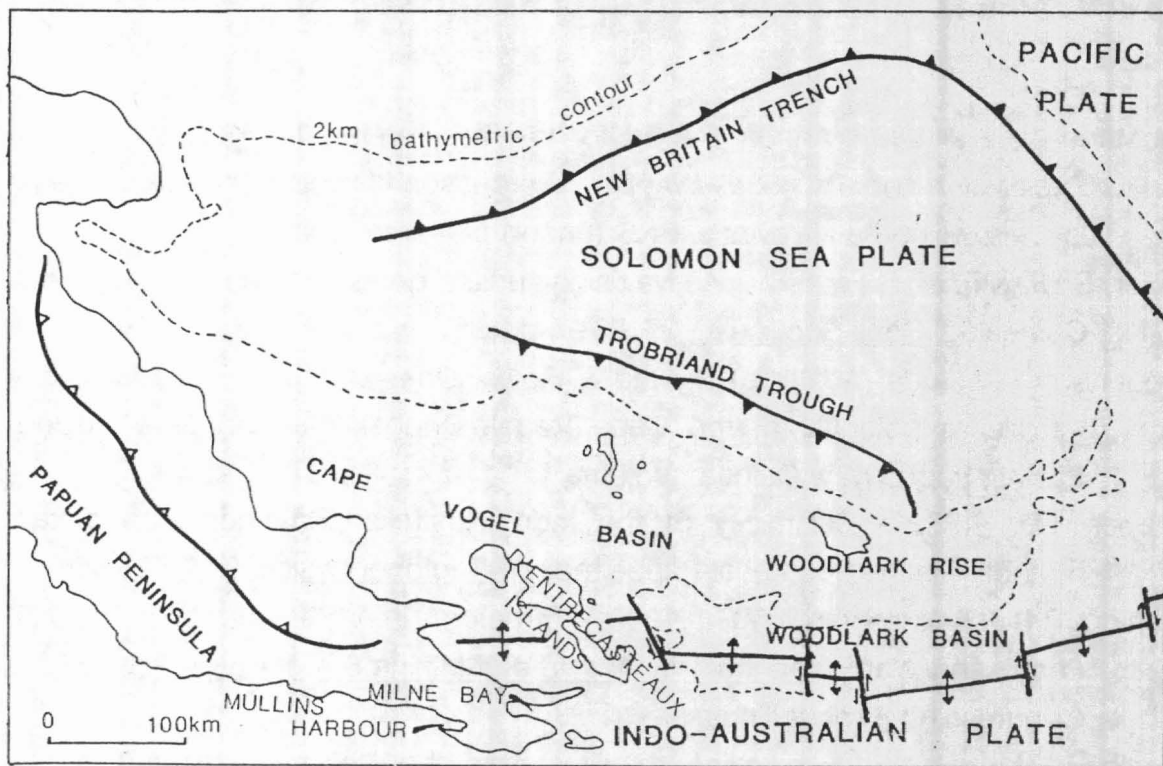 PACIFIC
PLATE
2km bathymetric contour
NEW BRITAIN TRENCH
SOLOMON SEA PLATE
TROBRIAND TROUGH
CAPE
VOGEL
BASIN
PAPUAN PENINSULA
D'ENTRECASTEAUX
ISLANDS
WOODLARK RISE
WOODLARK BASIN
MULLINS
HARBOUR
MILNE BAY
0 100km
INDO-AUSTRALIAN PLATE